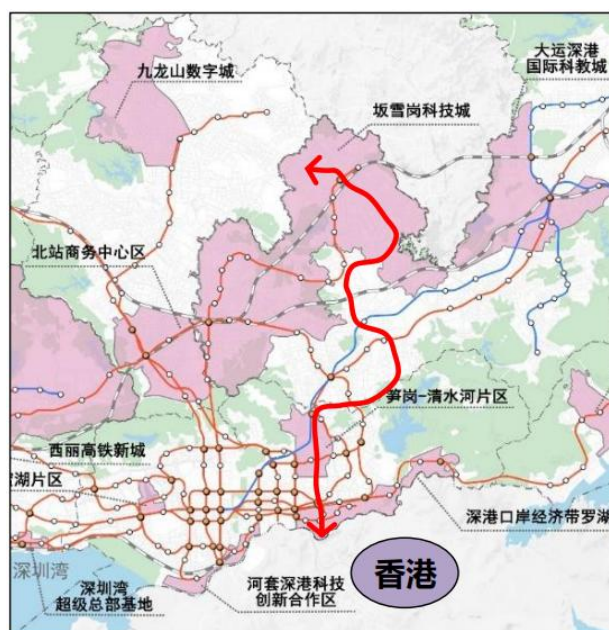 九龙山数字城
大运深港
国际科教城
坂雪岗科技城
北站商务中心区
笋岗-清水河片区
西丽高铁新城
湖片区
深港口岸经济带罗湖
深圳湾
深圳湾
超级总部基地
河套深港科技
创新合作区
香港